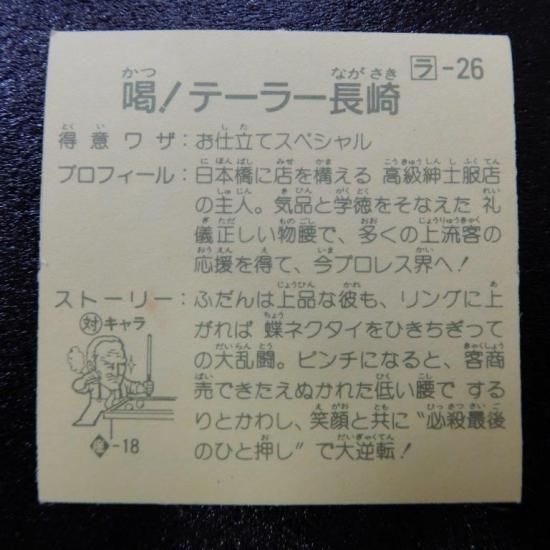 喝！テーラー長崎 ラ-26
得意ワザ：お仕立てスペシャル
プロフィール：日本橋に店を構える 高級紳士服店
の主人。気品と学徳をそなえた 礼
儀正しい物腰で、多くの上流客の
応援を得て、今プロレス界へ！
ストーリー：ふだんは上品な彼も、リングに上
がれば 蝶ネクタイをひきちぎって
の大乱闘。ピンチになると、客商
売できたえぬかれた低い腰で する
りとかわし、笑顔と共に“必殺最後
のひと押し”で大逆転！
対 キャラ
-18